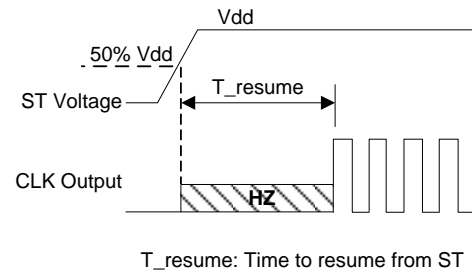 Vdd
50% Vdd
T_resume
ST Voltage
CLK Output
HZ
T_resume: Time to resume from ST